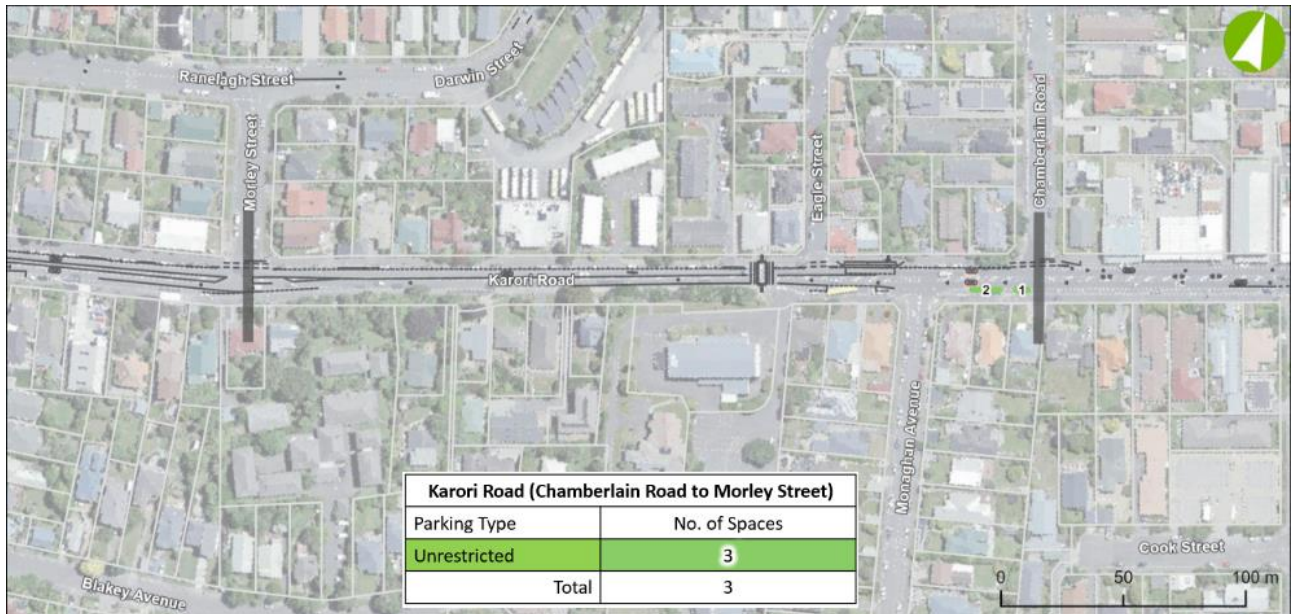 Ranelagh Street
Darwin Street
Morley Street
Eagle Street
Chamberlain Road
Karori Road
2
1
Monaghan Avenue
Karori Road (Chamberlain Road to Morley Street)
Parking Type No. of Spaces
Unrestricted 3
Total 3
Blakey Avenue
Cook Street
0 50 100 m